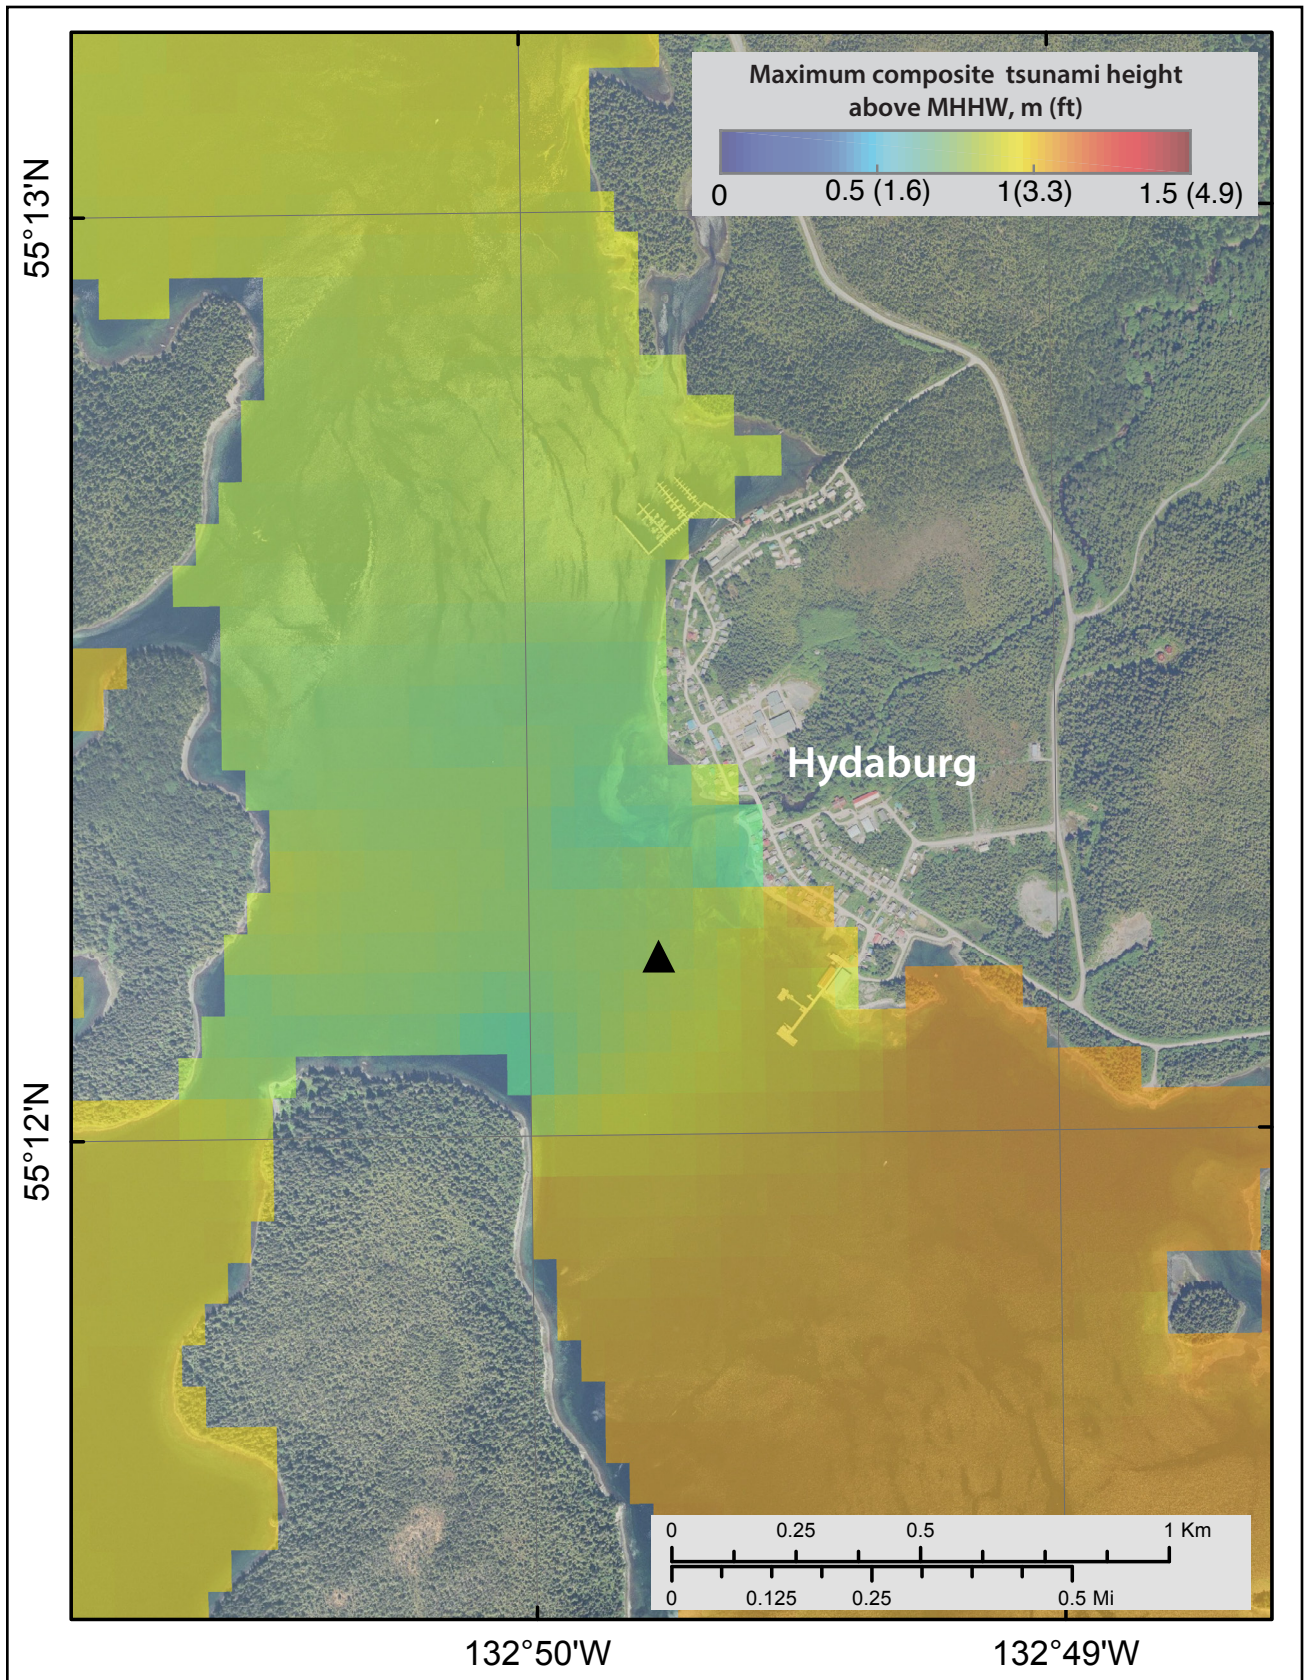 Maximum composite tsunami height
above MHHW, m (ft)
0 0.5 (1.6) 1(3.3) 1.5 (4.9)
55°13'N
Hydaburg
55°12'N
0 0.25 0.5 1 Km
0 0.125 0.25 0.5 Mi
132°50'W 132°49'W